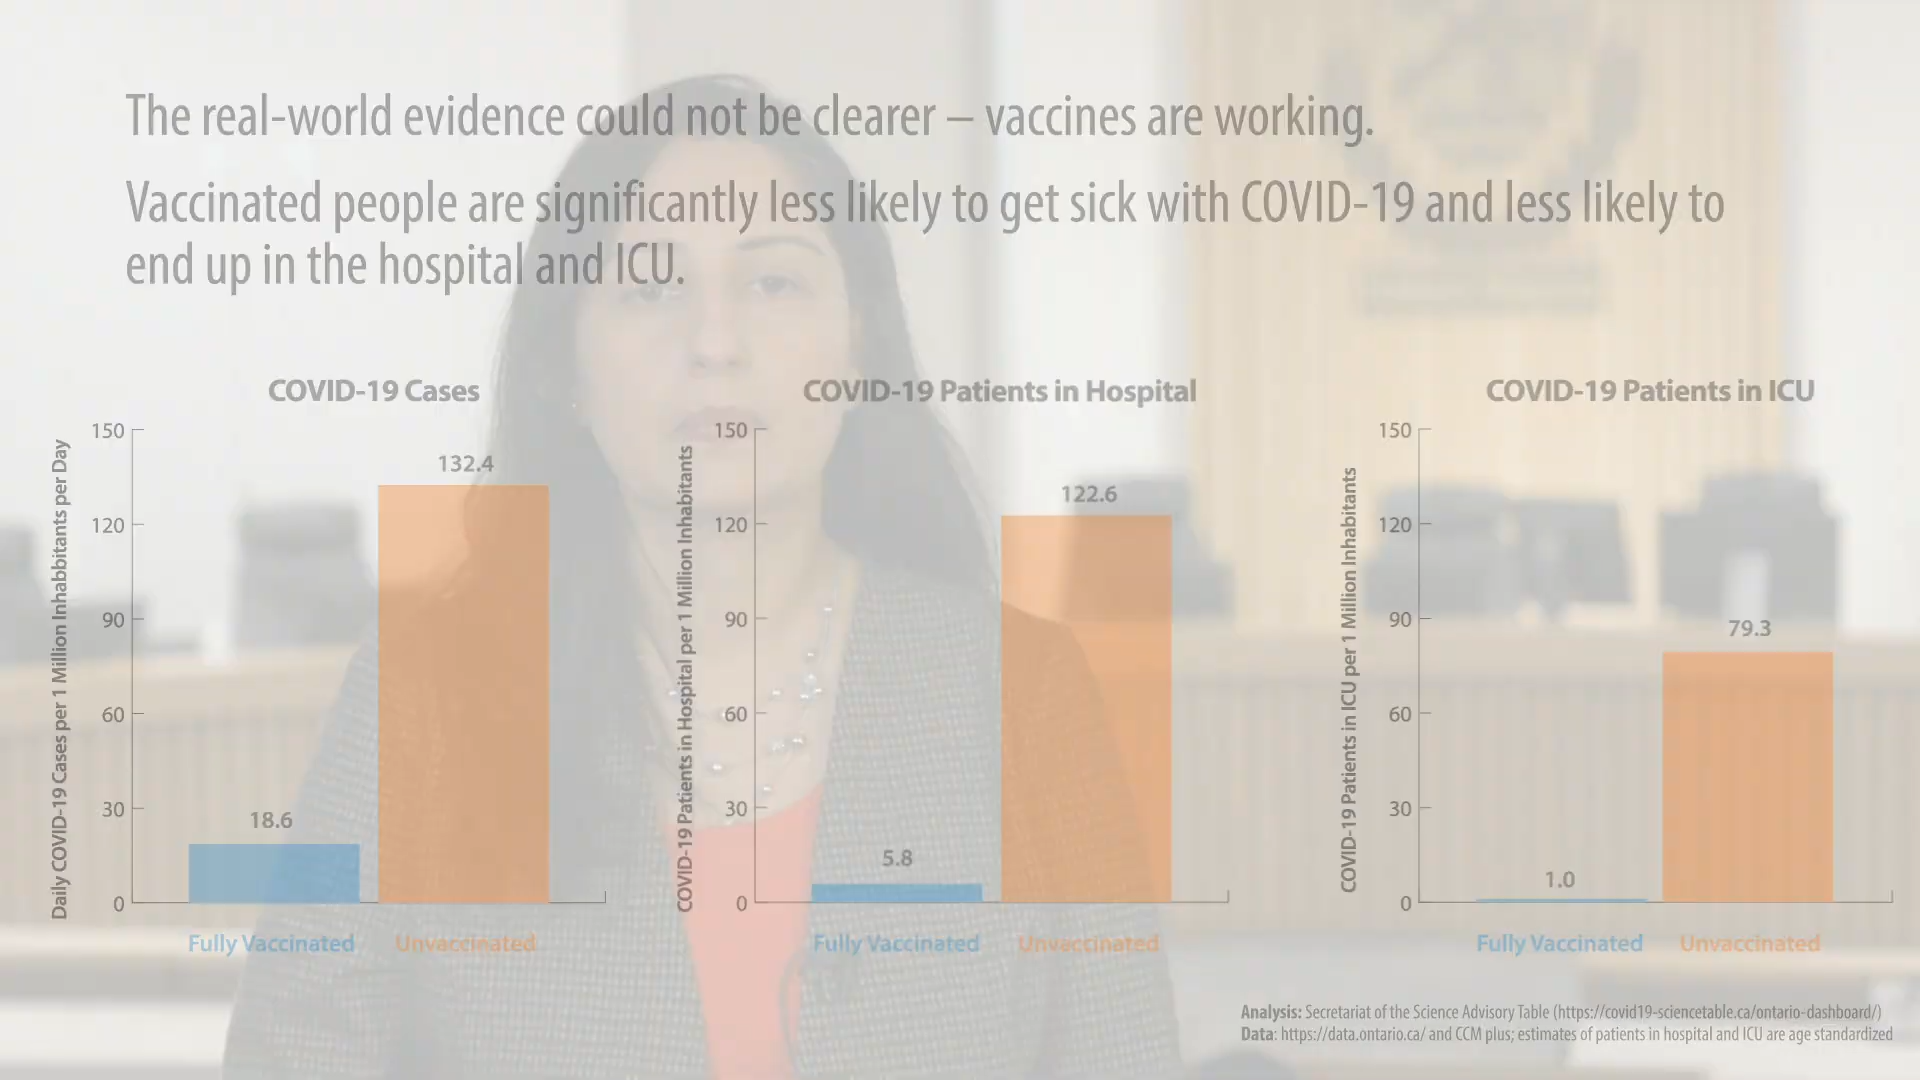 The real-world evidence could not be clearer – vaccines are working.
Vaccinated people are significantly less likely to get sick with COVID-19 and less likely to
end up in the hospital and ICU.
COVID-19 Cases
Daily COVID-19 Cases per 1 Million Inhabbitants per Day
150
120
90
60
30
0
18.6
132.4
Fully Vaccinated
Unvaccinated
COVID-19 Patients in Hospital
COVID-19 Patients in Hospital per 1 Million Inhabitants
150
120
90
60
30
0
5.8
122.6
Fully Vaccinated
Unvaccinated
COVID-19 Patients in ICU
COVID-19 Patients in ICU per 1 Million Inhabitants
150
120
90
60
30
0
1.0
79.3
Fully Vaccinated
Unvaccinated
Analysis: Secretariat of the Science Advisory Table (https://covid19-sciencetable.ca/ontario-dashboard/)
Data: https://data.ontario.ca/ and CCM plus; estimates of patients in hospital and ICU are age standardized